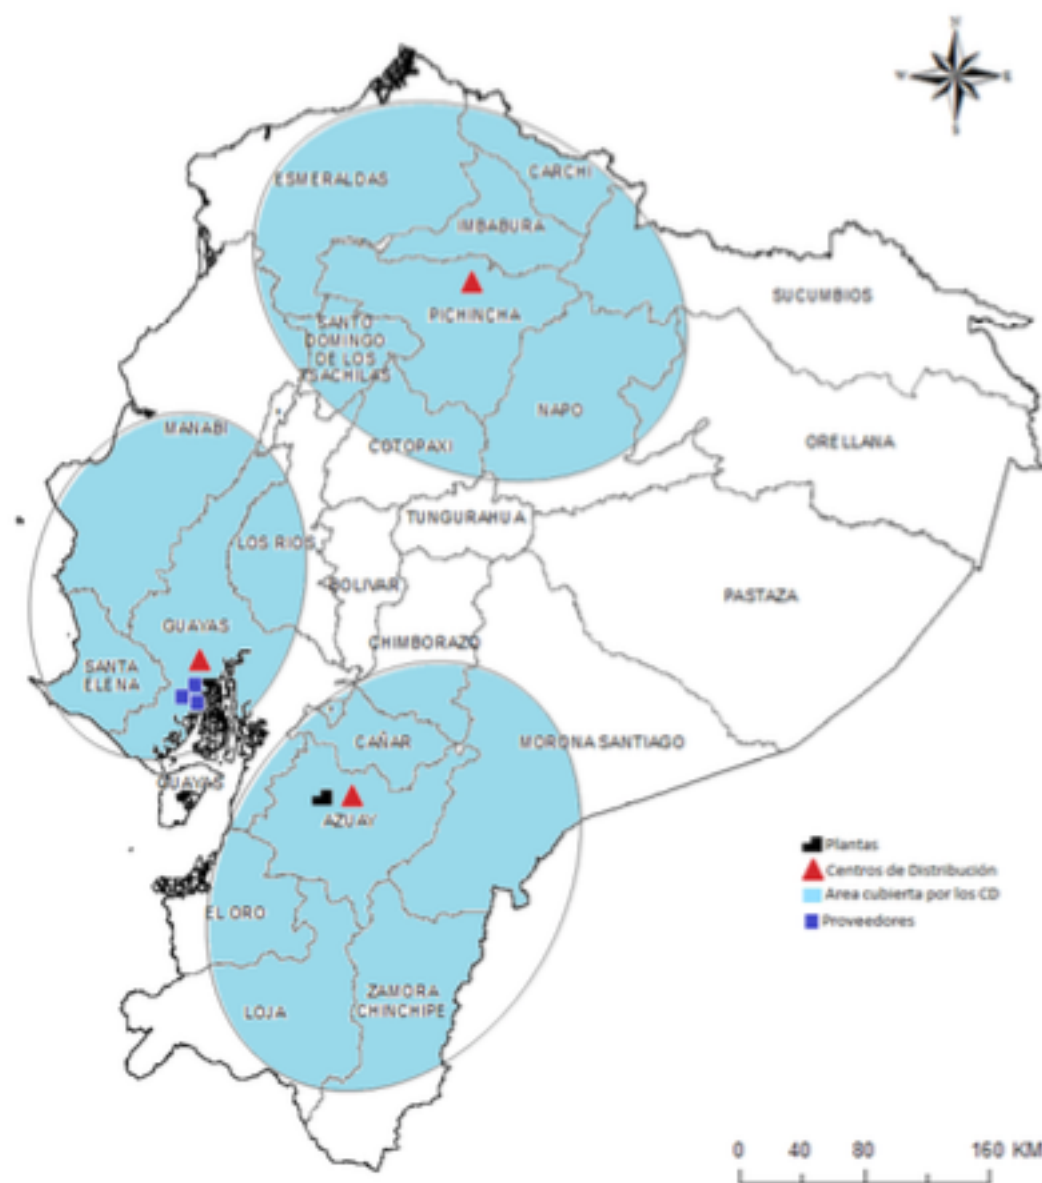 N
W E
S
ESMERALDAS
CARCHI
IMBABURA
PICHINCHA
SUCUMBIOS
SANTO
DOMINGO
DE LOS
TSACHILAS
NAPO
MANABI
COTOPAXI
ORELLANA
TUNGURAHUA
LOS RIOS
BOLIVAR
PASTAZA
GUAYAS
CHIMBORAZO
SANTA
ELENA
CAÑAR
MORONA SANTIAGO
GUAYAS
AZUAY
Plantas
Centros de Distribución
Area cubierta por los CD
Proveedores
EL ORO
ZAMORA
CHINCHIPE
LOJA
0 40 80 160 KM